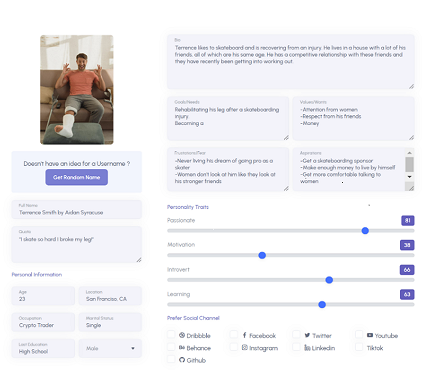 Doesn't have an idea for a Username ?
Get Random Name
Full Name
Terrence Smith by Aidan Syracuse
Quote
"I skate so hard I broke my leg!"
Personal Information
Age
23
Location
San Franciso, CA
Occupation
Crypto Trader
Marital Status
Single
Last Education
High School
Male
Bio
Terrence likes to skateboard and is recovering from an injury. He lives in a house with a lot of his
friends, all of which are his same age. He has a competitive relationship with these friends and
they have recently been getting into working out.
Goals/Needs
Rehabilitating his leg after a skateboarding
injury.
Becoming a
Values/Wants
-Attention from women
-Respect from his friends
-Money
Frustrations/Fear
-Never living his dream of going pro as a
skater
-Women don't look at him like they look at
his stronger friends
Aspirations
-Get a skateboarding sponsor
-Make enough money to live by himself
-Get more comfortable talking to
women
Personality Traits
Passionate
81
Motivation
38
Introvert
66
Learning
63
Prefer Social Channel
Dribbble
Facebook
Twitter
Youtube
Behance
Instagram
Linkedin
Tiktok
Github